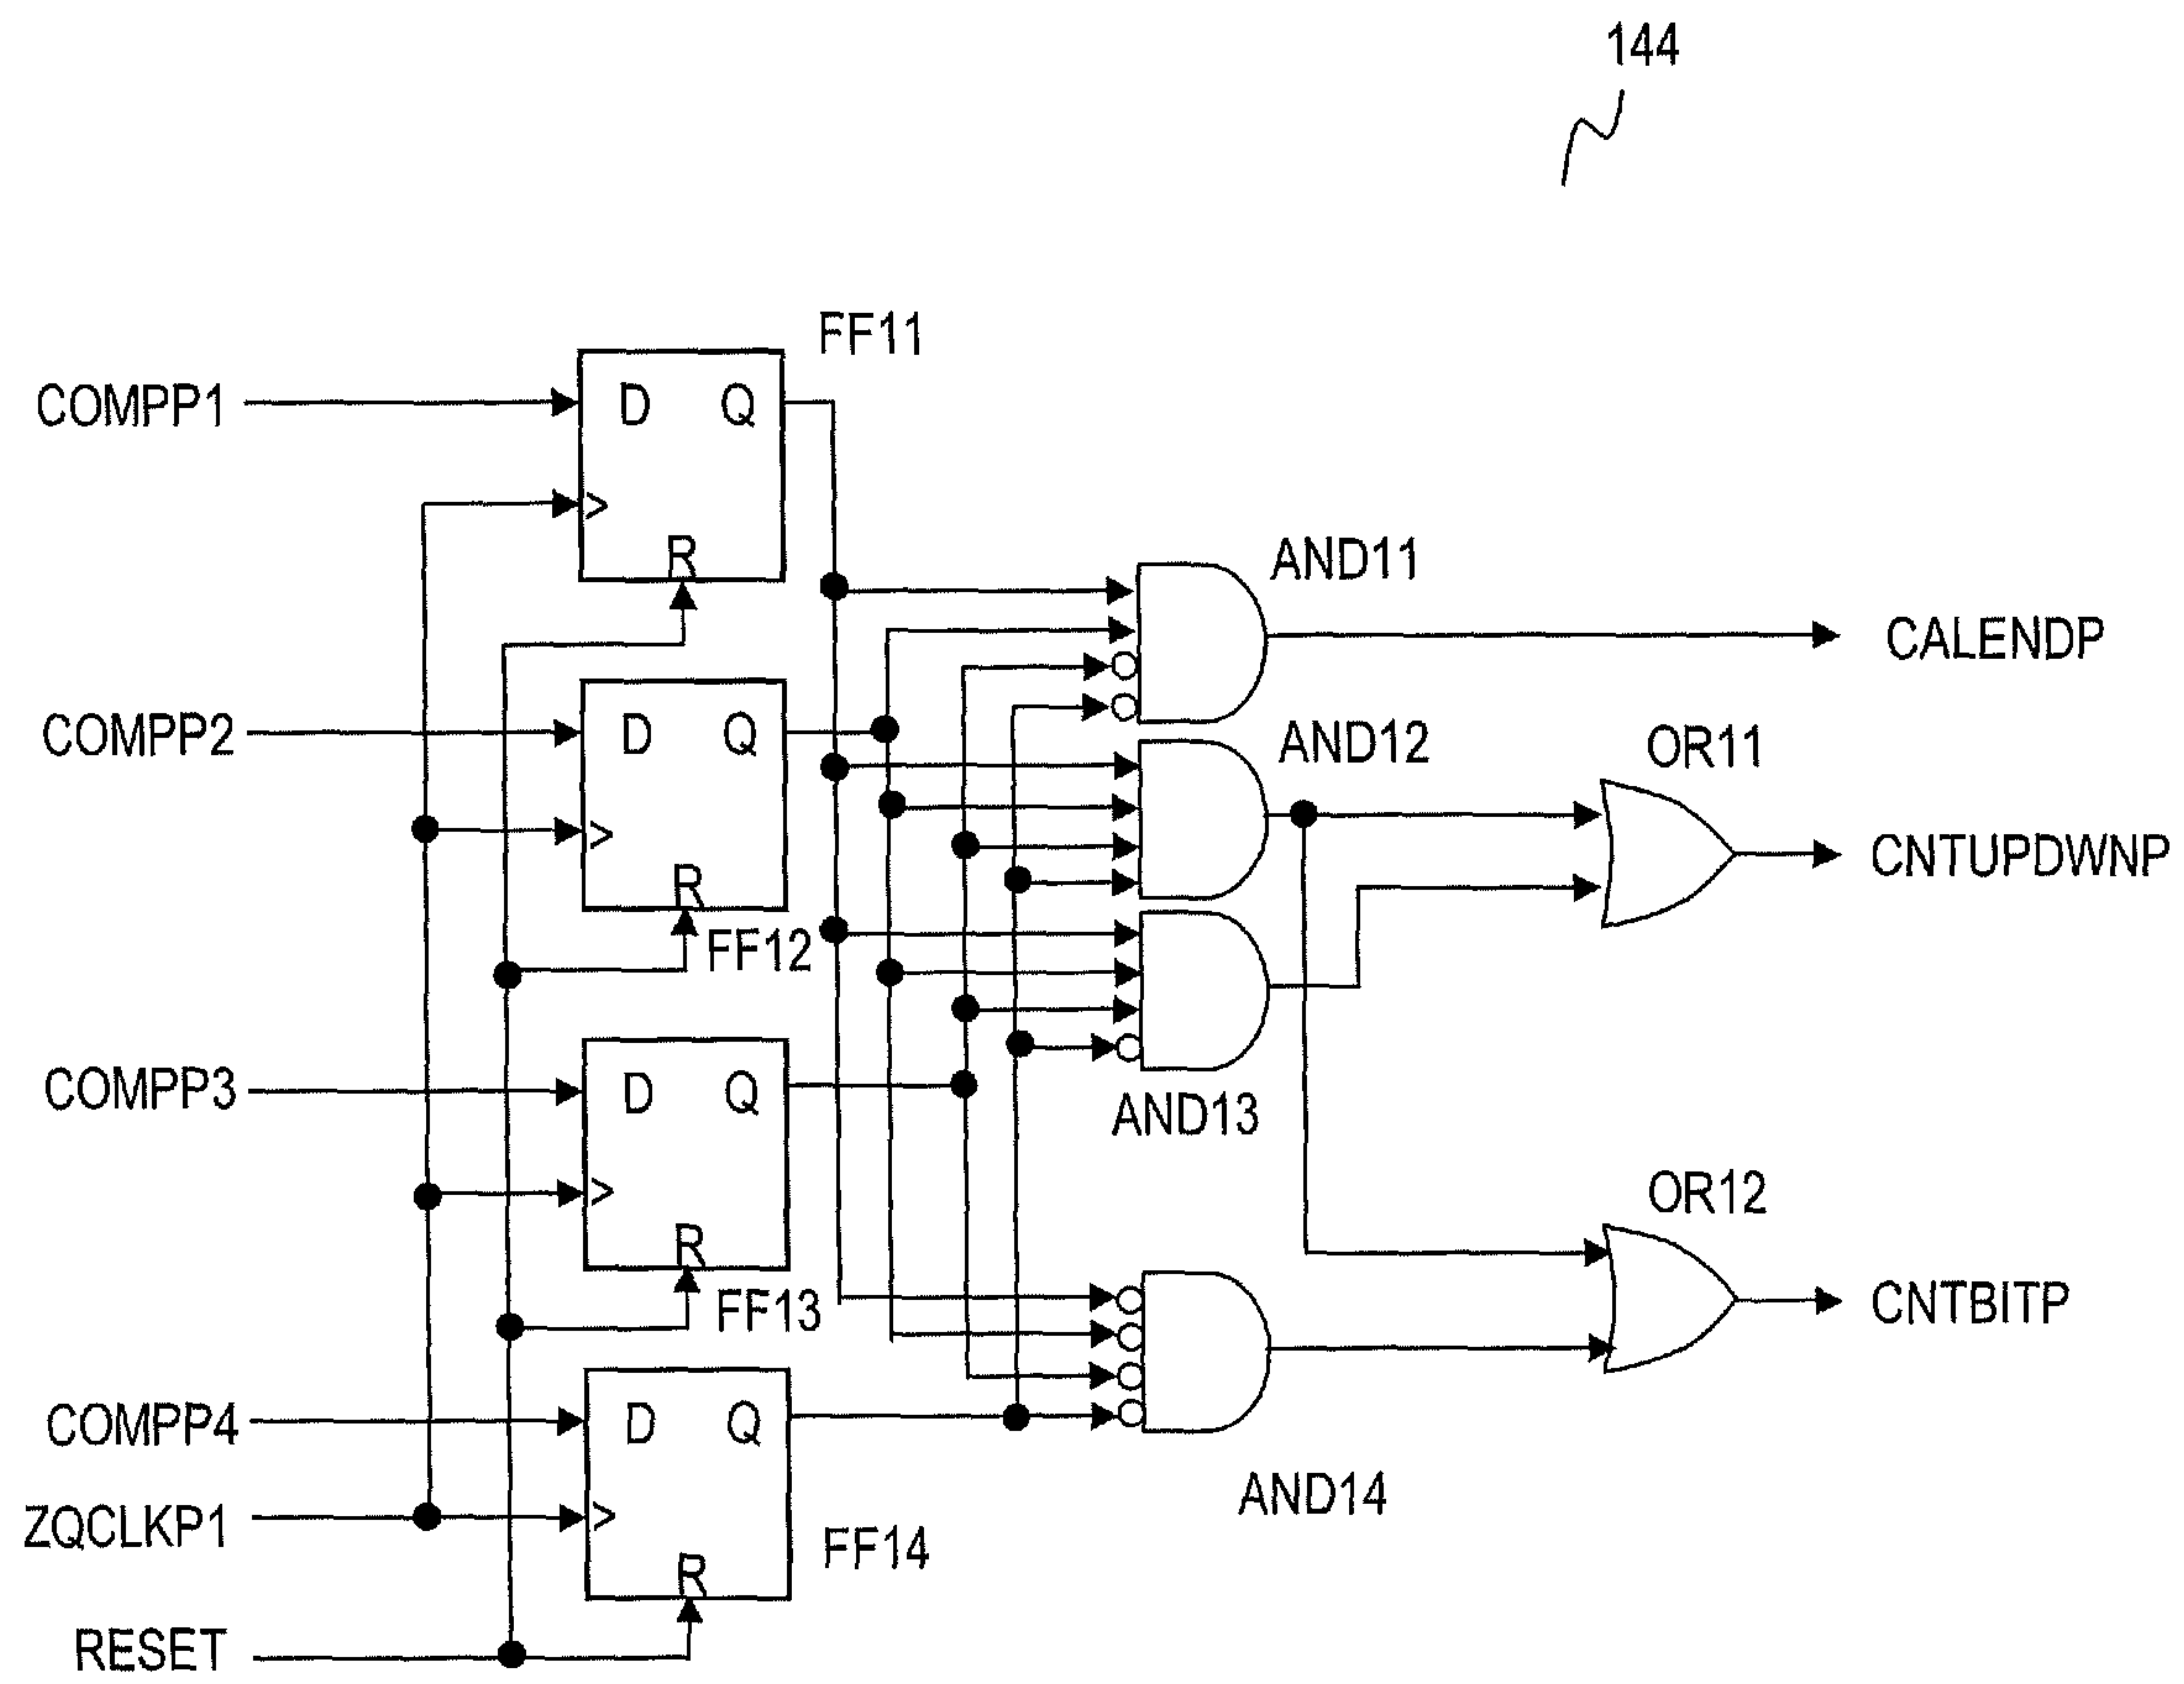 144
FF11
COMPP1
D Q
R
AND11
CALENDP
COMPP2
D Q
AND12
OR11
R
FF12
CNTUPDWNP
COMPP3
D Q
AND13
OR12
R
FF13
CNTBITP
COMPP4
D Q
AND14
ZQCLKP1
FF14
R
RESET